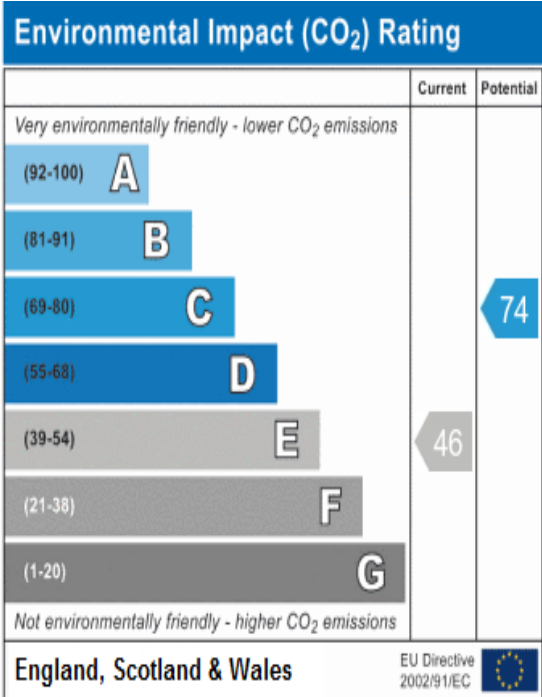 Environmental Impact (CO₂) Rating
Current Potential
Very environmentally friendly - lower CO₂ emissions
(92-100) A
(81-91) B
(69-80) C
74
(55-68) D
(39-54) E
46
(21-38) F
(1-20) G
Not environmentally friendly - higher CO₂ emissions
England, Scotland & Wales
EU Directive
2002/91/EC